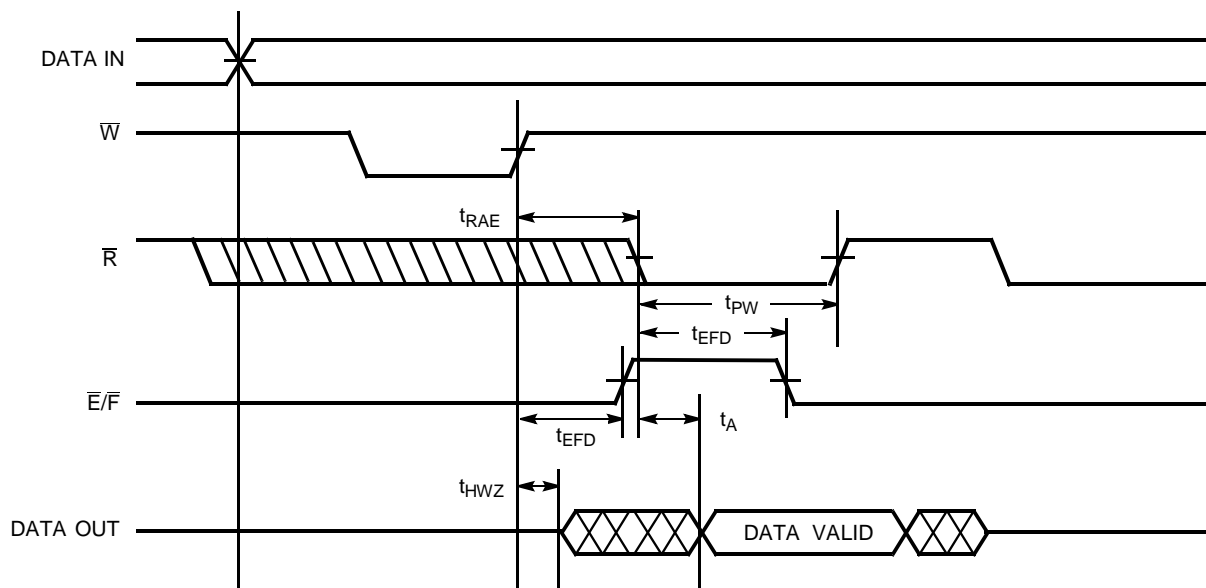 DATA IN
W̅
tRAE
R̅
tPW
tEFD
E̅/F̅
tEFD
tA
tHWZ
DATA OUT
DATA VALID